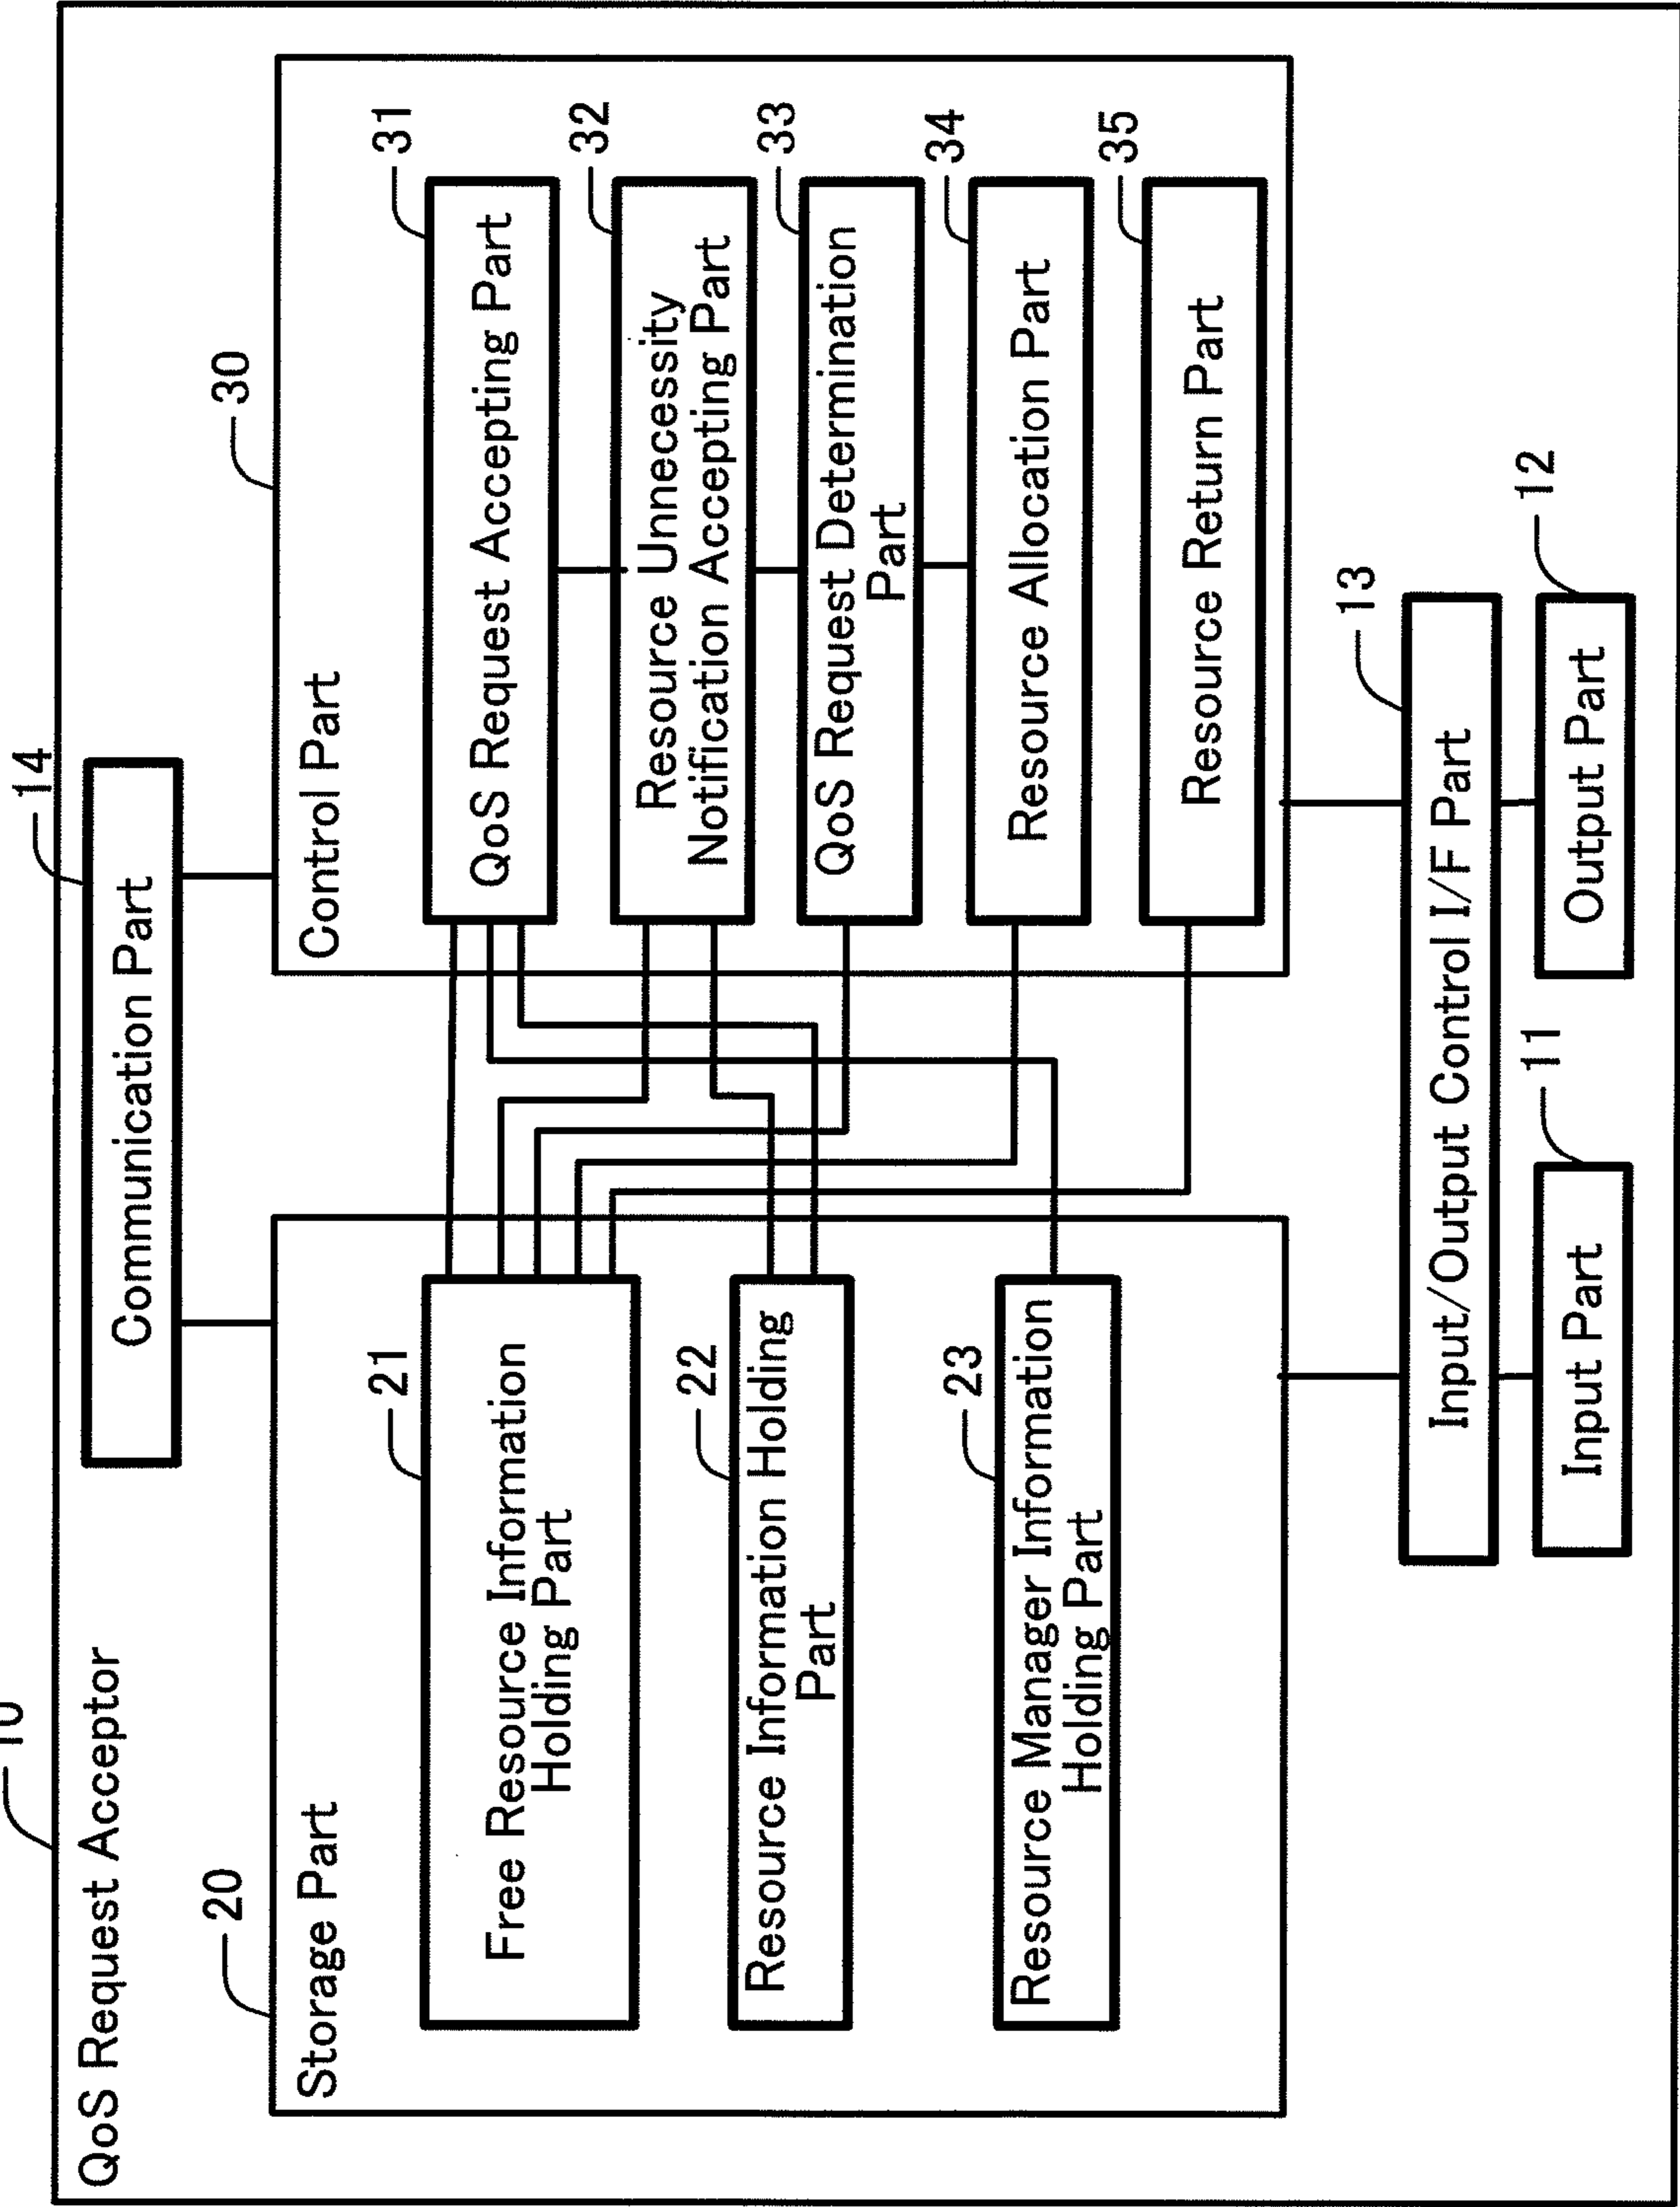 10
QoS Request Acceptor
14
Communication Part
20
Storage Part
21
Free Resource Information
Holding Part
22
Resource Information Holding
Part
23
Resource Manager Information
Holding Part
30
Control Part
31
QoS Request Accepting Part
32
Resource Unnecessity
Notification Accepting Part
33
QoS Request Determination
Part
34
Resource Allocation Part
35
Resource Return Part
13
Input/Output Control I/F Part
11
Input Part
12
Output Part